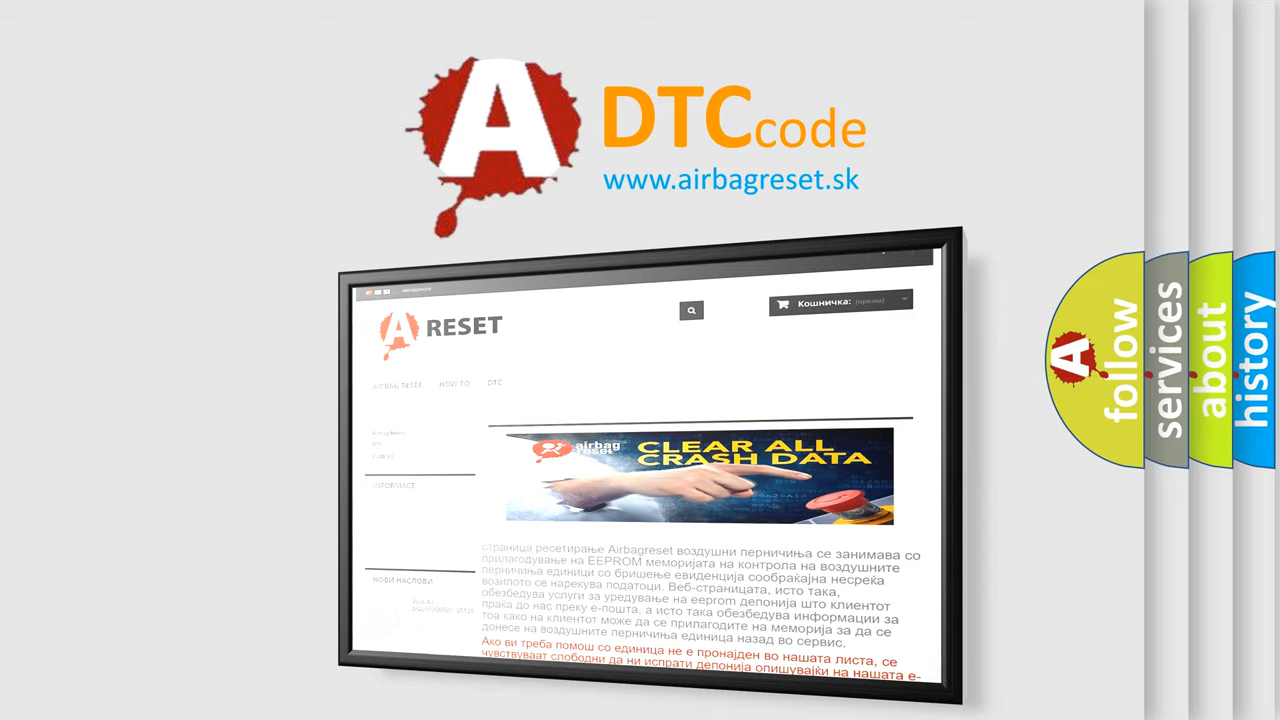 A DTCcode
www.airbagreset.sk
A RESET
Кошничка: (празни)
AIRBAG RESET HOW TO DTC
airbag
reset
CLEAR ALL
CRASH DATA
INFORMACE
НОВИ НАСЛОВИ
страница ресетирање Airbagreset воздушни перничиња се занимава со
прилагодување на EEPROM меморијата на контрола на воздушните
перничиња единици со бришење евиденција сообраќајна несреќа
возилото се нарекува податоци. Веб-страницата, исто така,
обезбедува услуги за уредување на eeprom депонија што клиентот
праќа до нас преку е-пошта, а исто така обезбедува информации за
тоа како на клиентот може да се прилагодите на меморија за да се
донесе на воздушните перничиња единица назад во сервис.
Ако ви треба помош со единица не е пронајден во нашата листа, се
чувствуваат слободни да ни испрати депонија опишувајќи на нашата е-
A follow
services
about
history